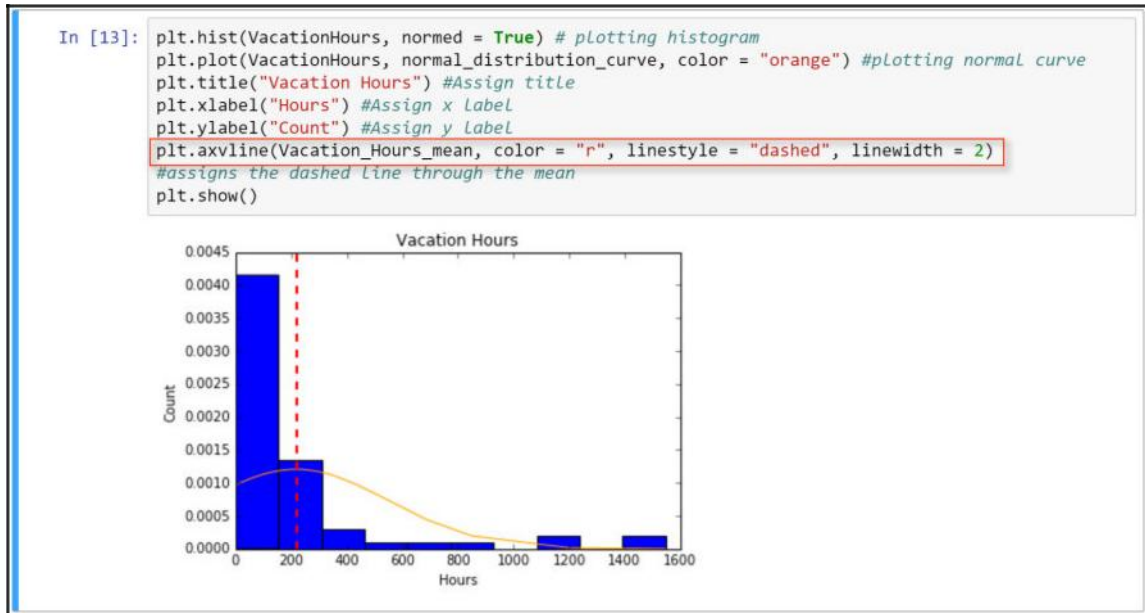 In [13]: plt.hist(VacationHours, normed = True) # plotting histogram
plt.plot(VacationHours, normal_distribution_curve, color = "orange") #plotting normal curve
plt.title("Vacation Hours") #Assign title
plt.xlabel("Hours") #Assign x label
plt.ylabel("Count") #Assign y label
plt.axvline(Vacation_Hours_mean, color = "r", linestyle = "dashed", linewidth = 2)
#assigns the dashed line through the mean
plt.show()
Vacation Hours
0.0045
0.0040
0.0035
0.0030
0.0025
0.0020
0.0015
0.0010
0.0005
0.0000
Count
0 200 400 600 800 1000 1200 1400 1600
Hours